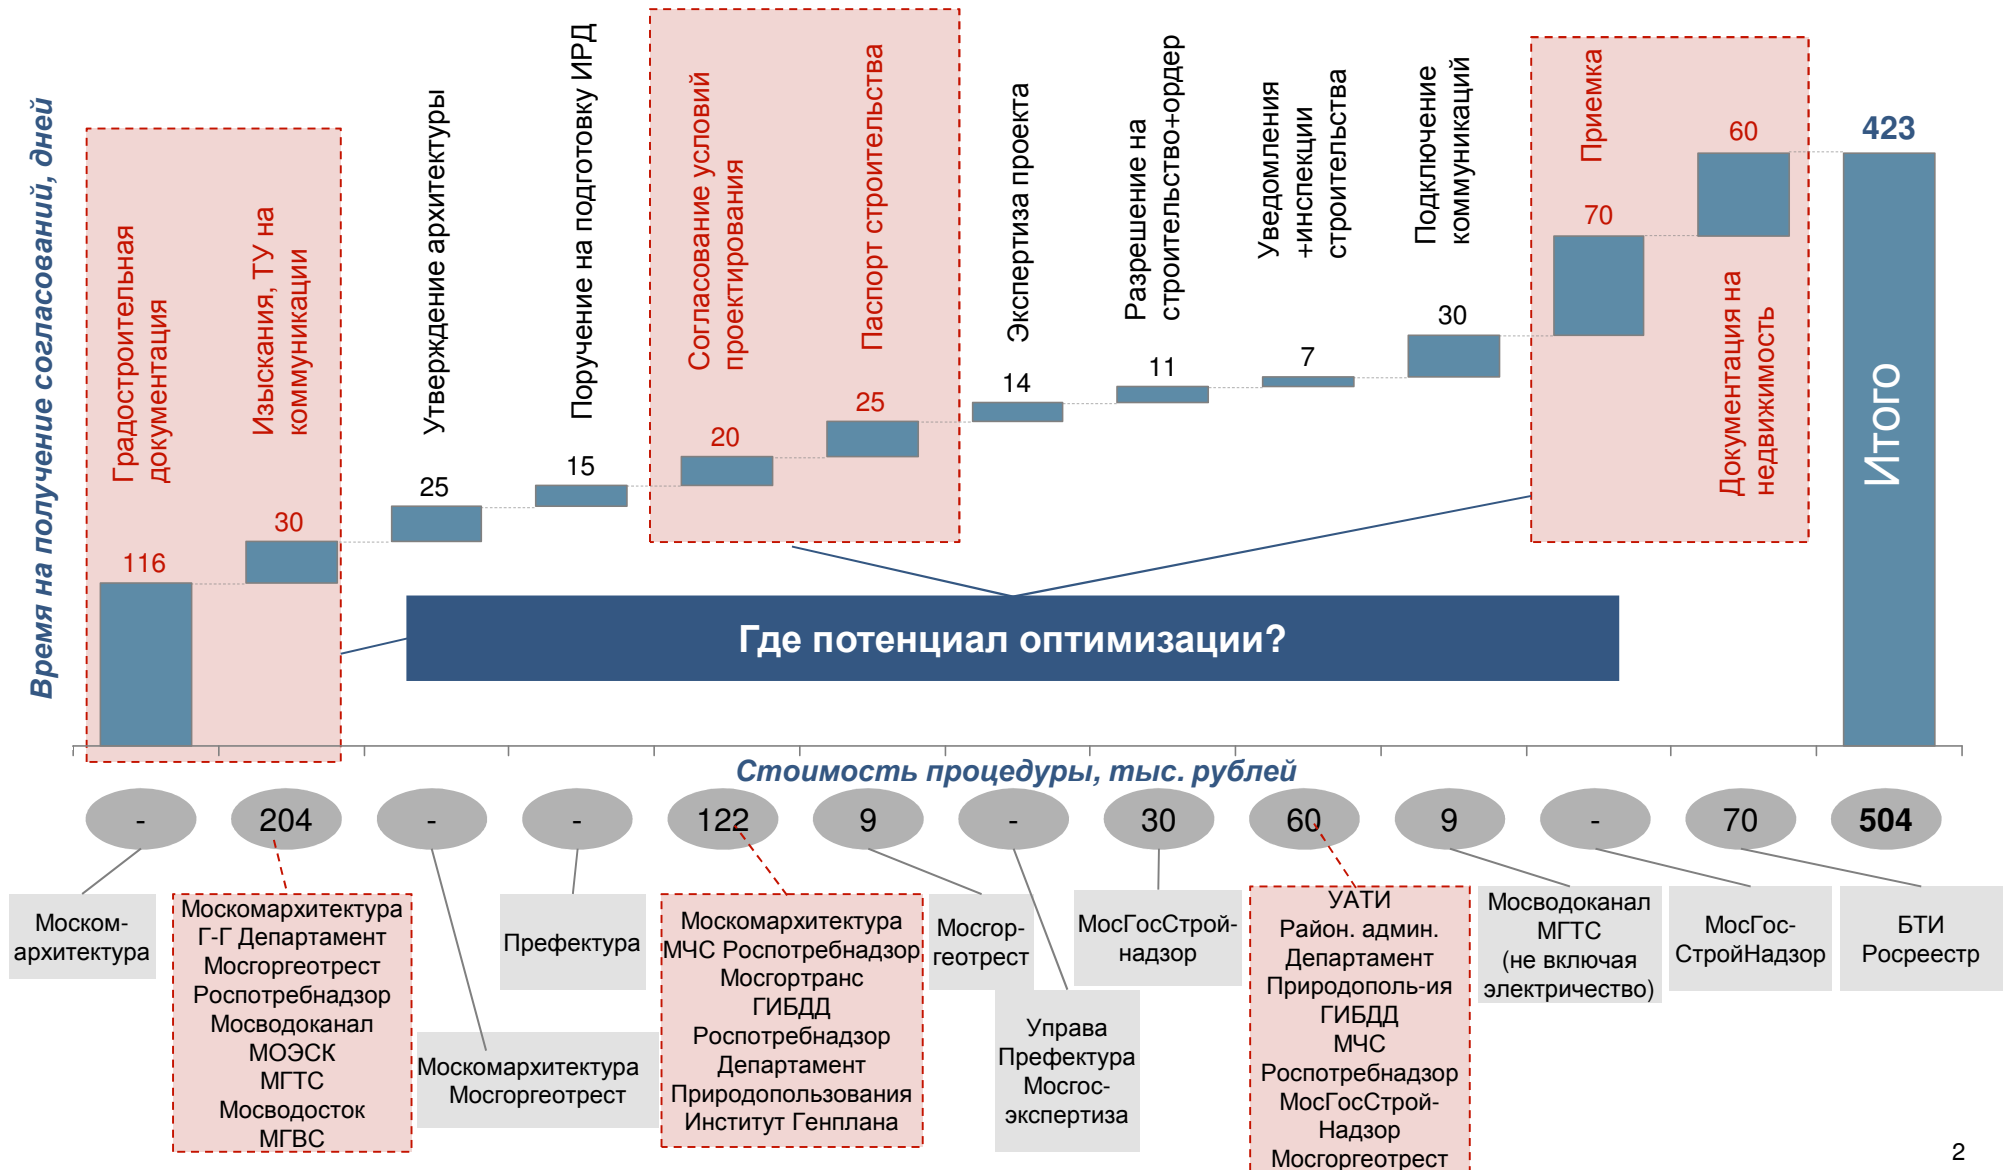 Время на получение согласований, дней
Градостроительная
документация
116
Изыскания, ТУ на
коммуникации
30
Утверждение архитектуры
25
Поручение на подготовку ИРД
15
Согласование условий
проектирования
20
Паспорт строительства
25
Экспертиза проекта
14
Разрешение на
строительство+ордер
11
Уведомления
+инспекции
строительства
7
Подключение
коммуникаций
30
Приемка
70
60
Документация на
недвижимость
423
Итого
Где потенциал оптимизации?
Стоимость процедуры, тыс. рублей
-
204
-
-
122
9
-
30
60
9
-
70
504
Моском-
архитектура
Москомархитектура
Г-Г Департамент
Мосгоргеотрест
Роспотребнадзор
Мосводоканал
МОЭСК
МГТС
Мосводосток
МГВС
Москомархитектура
Мосгоргеотрест
Префектура
Москомархитектура
МЧС Роспотребнадзор
Мосгортранс
ГИБДД
Роспотребнадзор
Департамент
Природопользования
Институт Генплана
Мосгор-
геотрест
Управа
Префектура
Мосгос-
экспертиза
МосГосСтрой-
надзор
УАТИ
Район. админ.
Департамент
Природополь-ия
ГИБДД
МЧС
Роспотребнадзор
МосГосСтрой-
Надзор
Мосгоргеотрест
Мосводоканал
МГТС
(не включая
электричество)
МосГос-
СтройНадзор
БТИ
Росреестр
2